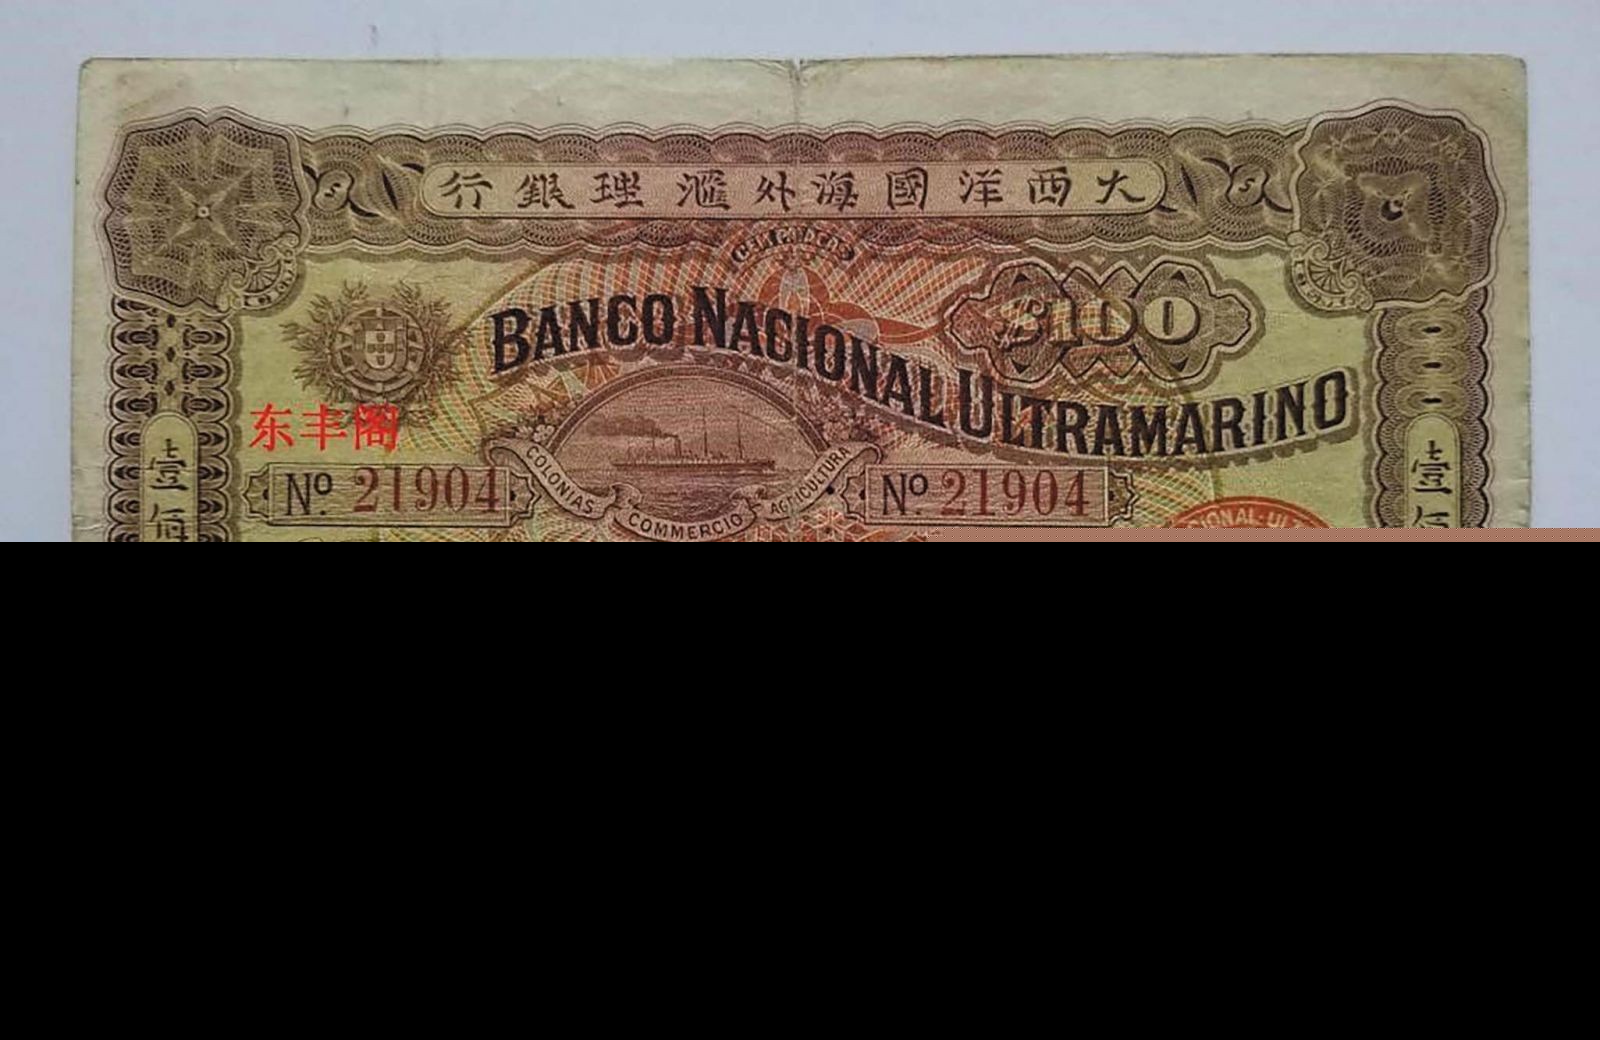 行銀理滙外海國洋西大
BANCO NACIONAL ULTRAMARINO
$100
东丰阁
Nº 21904
Nº 21904
COLONIAS COMMERCIO AGRICULTURA
壹佰
壹